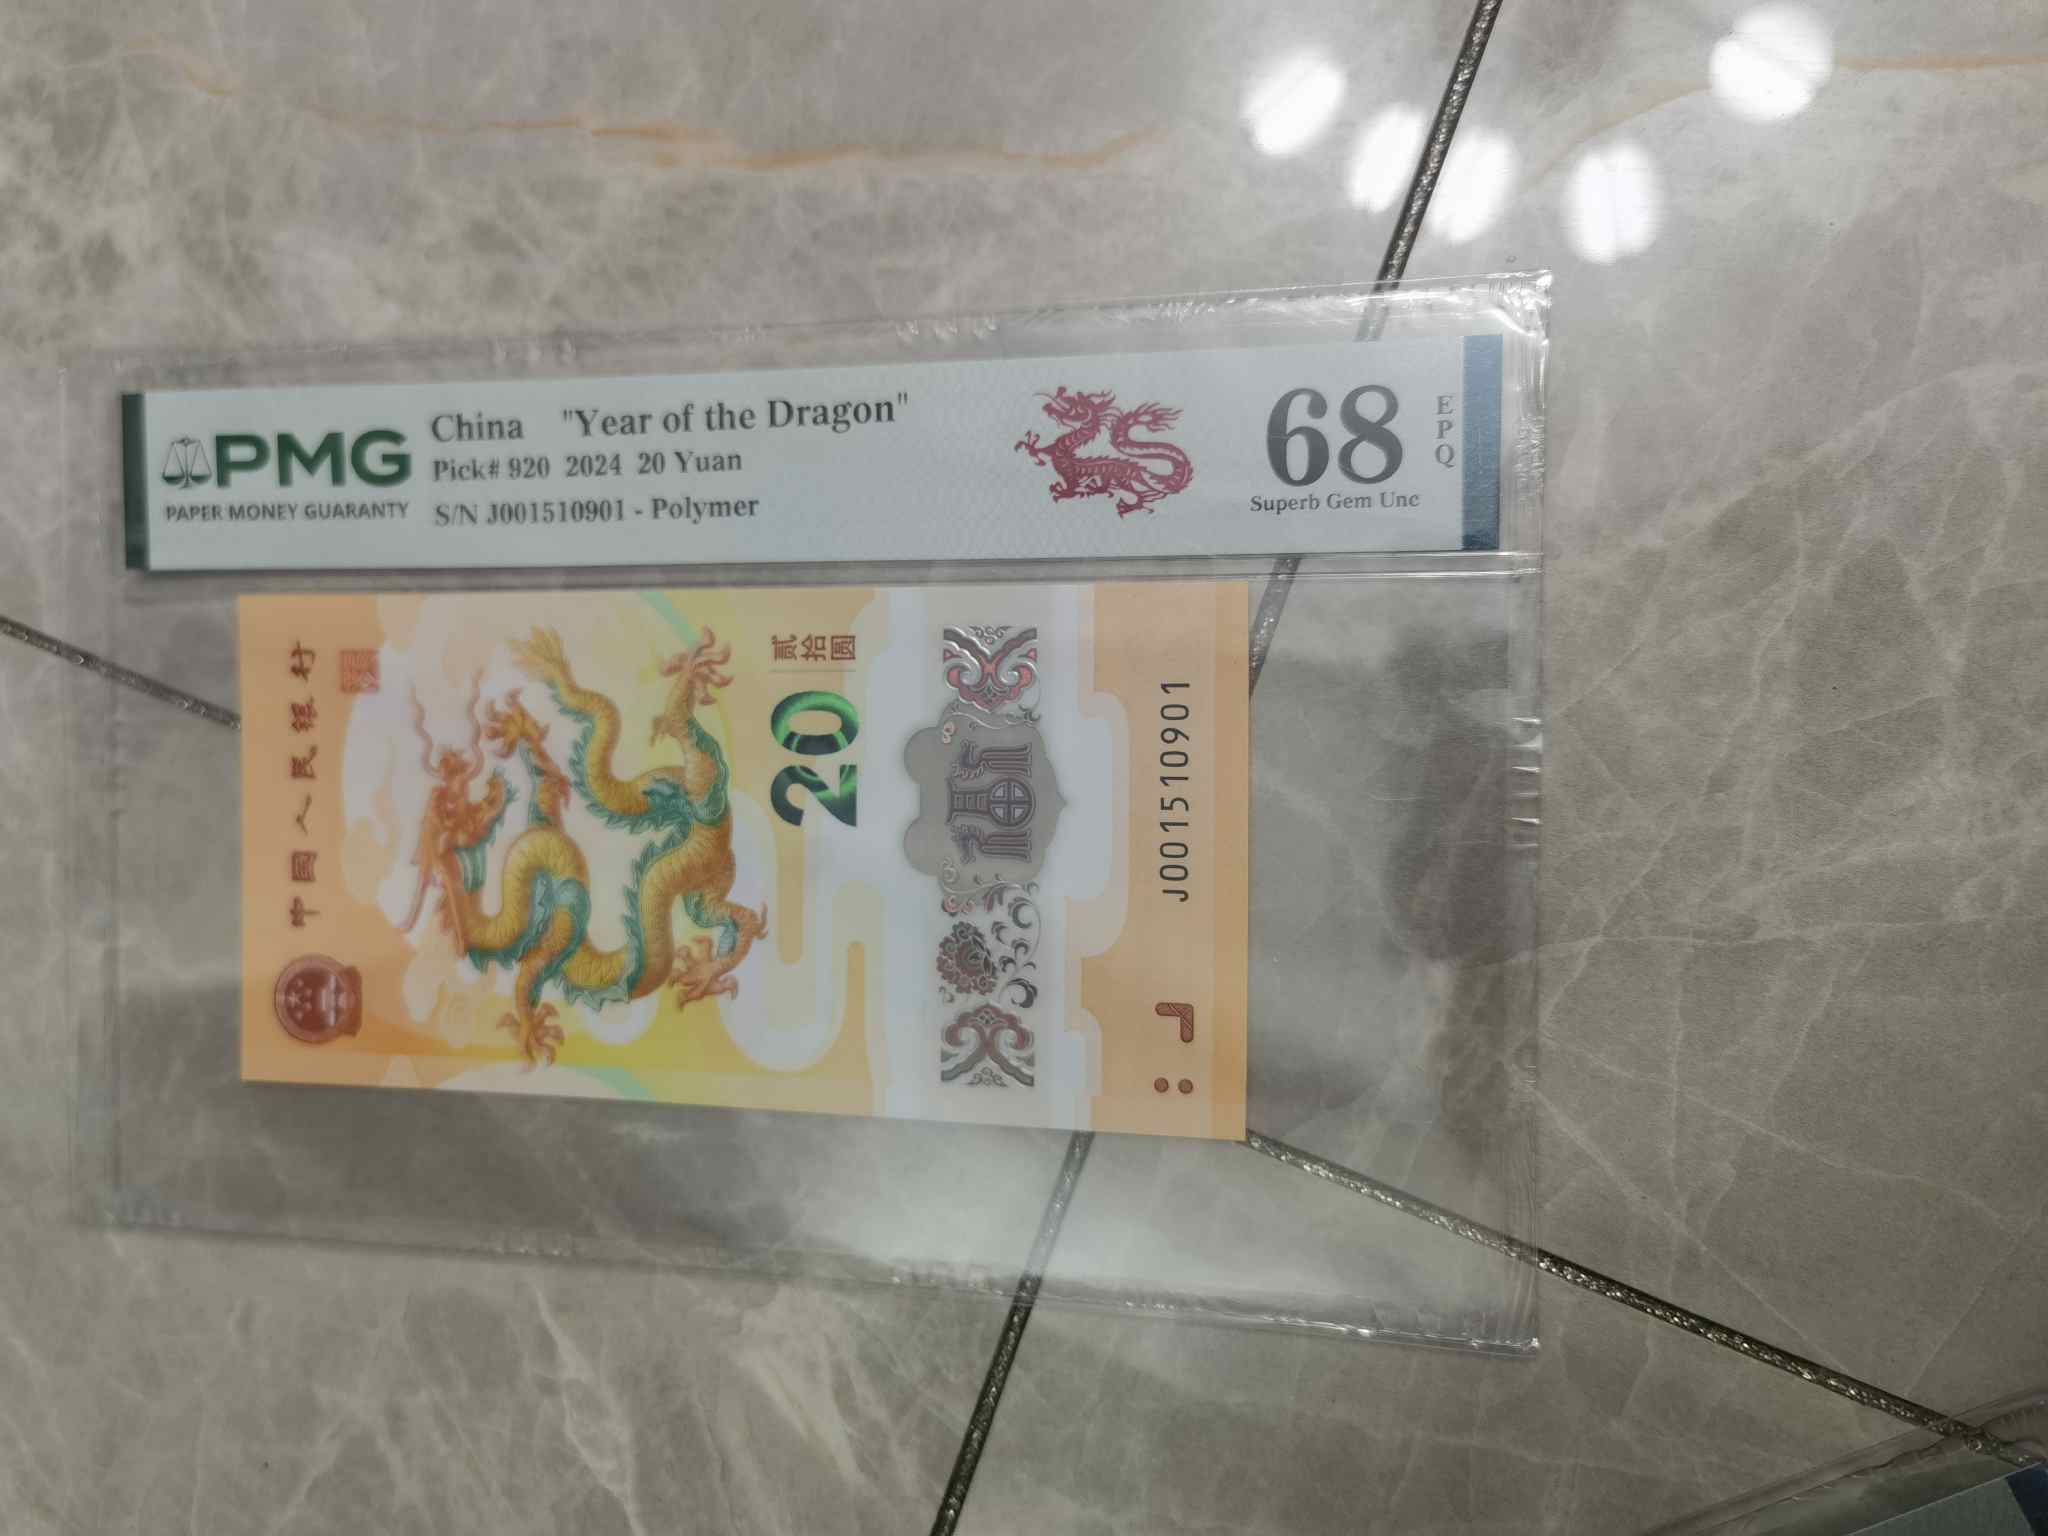 PMG
PAPER MONEY GUARANTY
China "Year of the Dragon"
Pick# 920 2024 20 Yuan
S/N J001510901 - Polymer
68
EPQ
Superb Gem Unc
中国人民银行
20
贰拾圆
福
J001510901